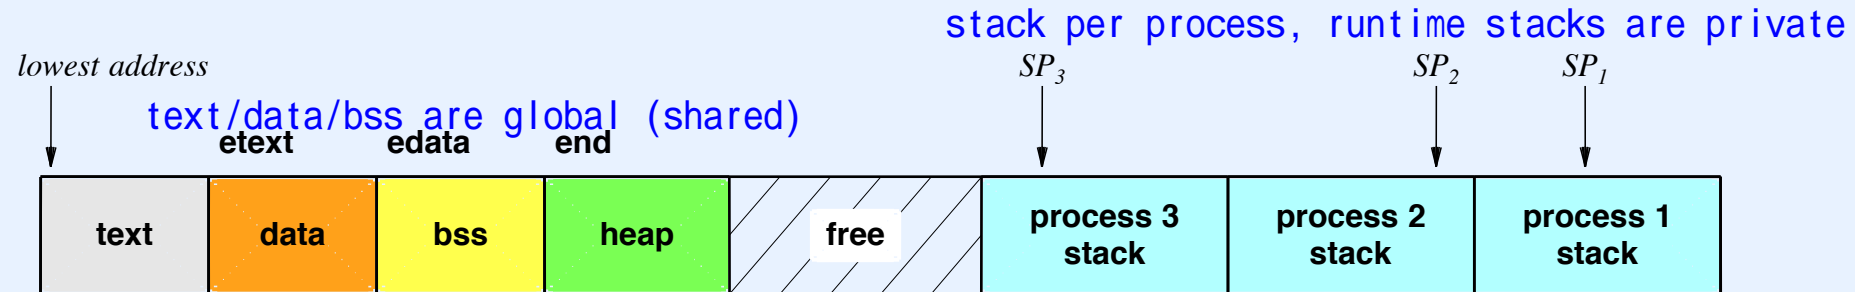 stack per process, runtime stacks are private
lowest address SP3 SP2 SP1
text/data/bss are global (shared)
etext edata end
text data bss heap free process 3 stack process 2 stack process 1 stack